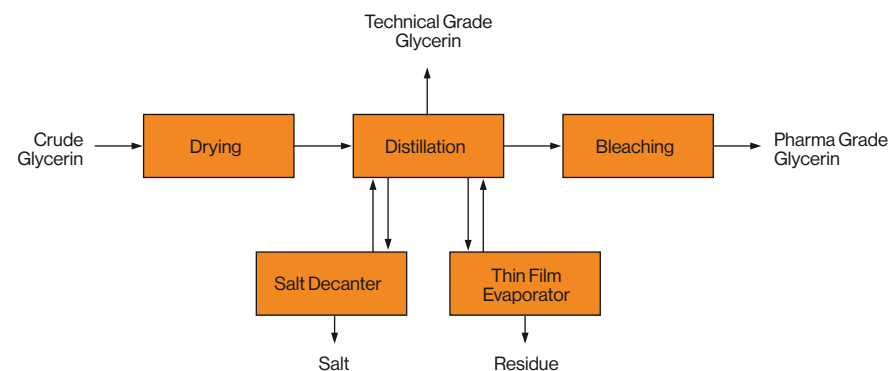 Technical Grade
Glycerin
Crude
Glycerin
Drying
Distillation
Bleaching
Pharma Grade
Glycerin
Salt Decanter
Thin Film
Evaporator
Salt
Residue